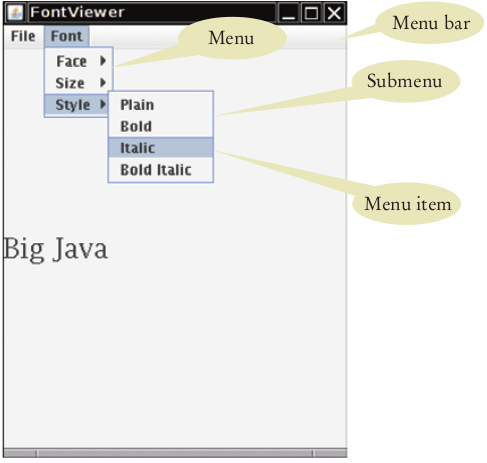 FontViewer
File Font
Menu
Menu bar
Face
Size
Style
Submenu
Plain
Bold
Italic
Bold Italic
Menu item
Big Java